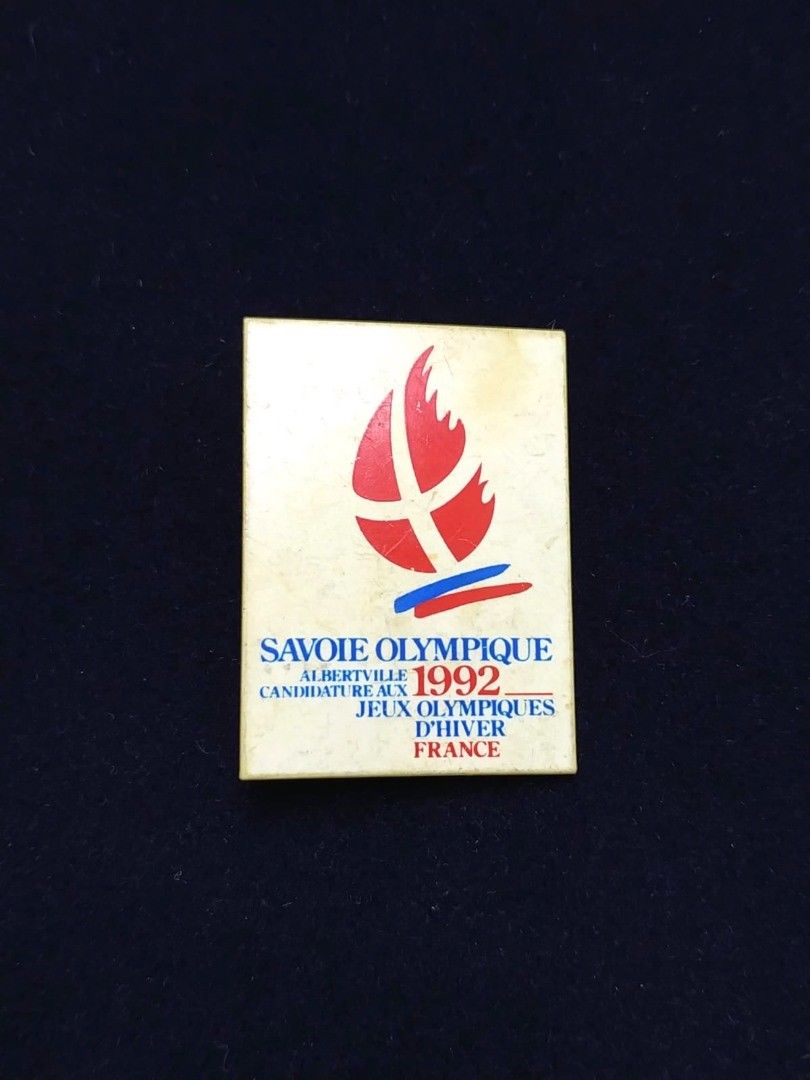 SAVOIE OLYMPIQUE
ALBERTVILLE
CANDIDATURE AUX 1992
JEUX OLYMPIQUES
D'HIVER
FRANCE